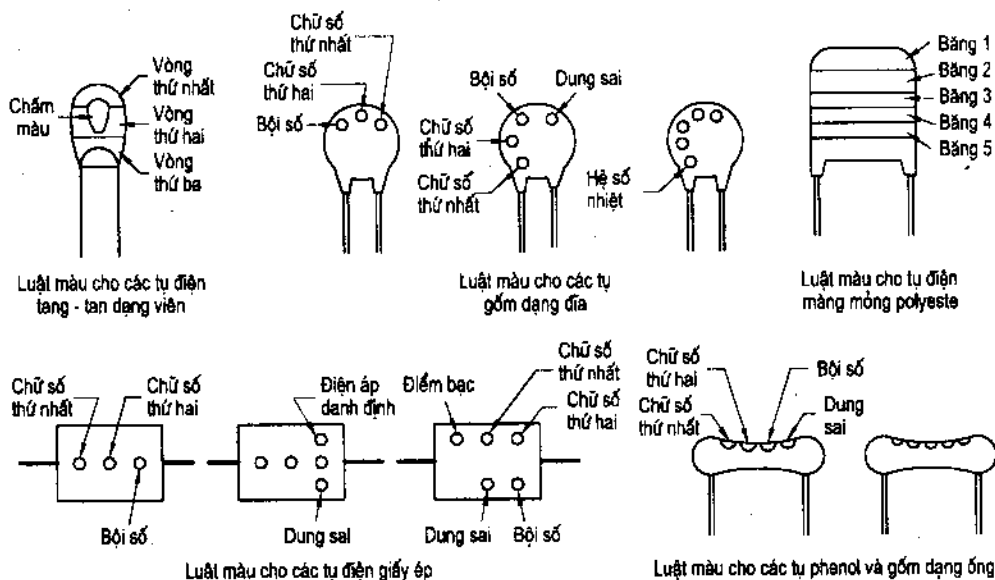 Vòng
thứ nhất
Chấm
màu
Vòng
thứ hai
Vòng
thứ ba
Luật màu cho các tụ điện
tang - tan dạng viên
Chữ số
thứ nhất
Chữ số
thứ hai
Bội số
Bội số
Dung sai
Chữ số
thứ hai
Chữ số
thứ nhất
Hệ số
nhiệt
Luật màu cho các tụ
gốm dạng đĩa
Băng 1
Băng 2
Băng 3
Băng 4
Băng 5
Luật màu cho tụ điện
màng mỏng polyeste
Chữ số
thứ nhất
Chữ số
thứ hai
Bội số
Điện áp
danh định
Dung sai
Điểm bạc
Chữ số
thứ nhất
Chữ số
thứ hai
Dung sai
Bội số
Luật màu cho các tụ điện giấy ép
Chữ số
thứ hai
Chữ số
thứ nhất
Bội số
Dung
sai
Luật màu cho các tụ phenol và gốm dạng ống